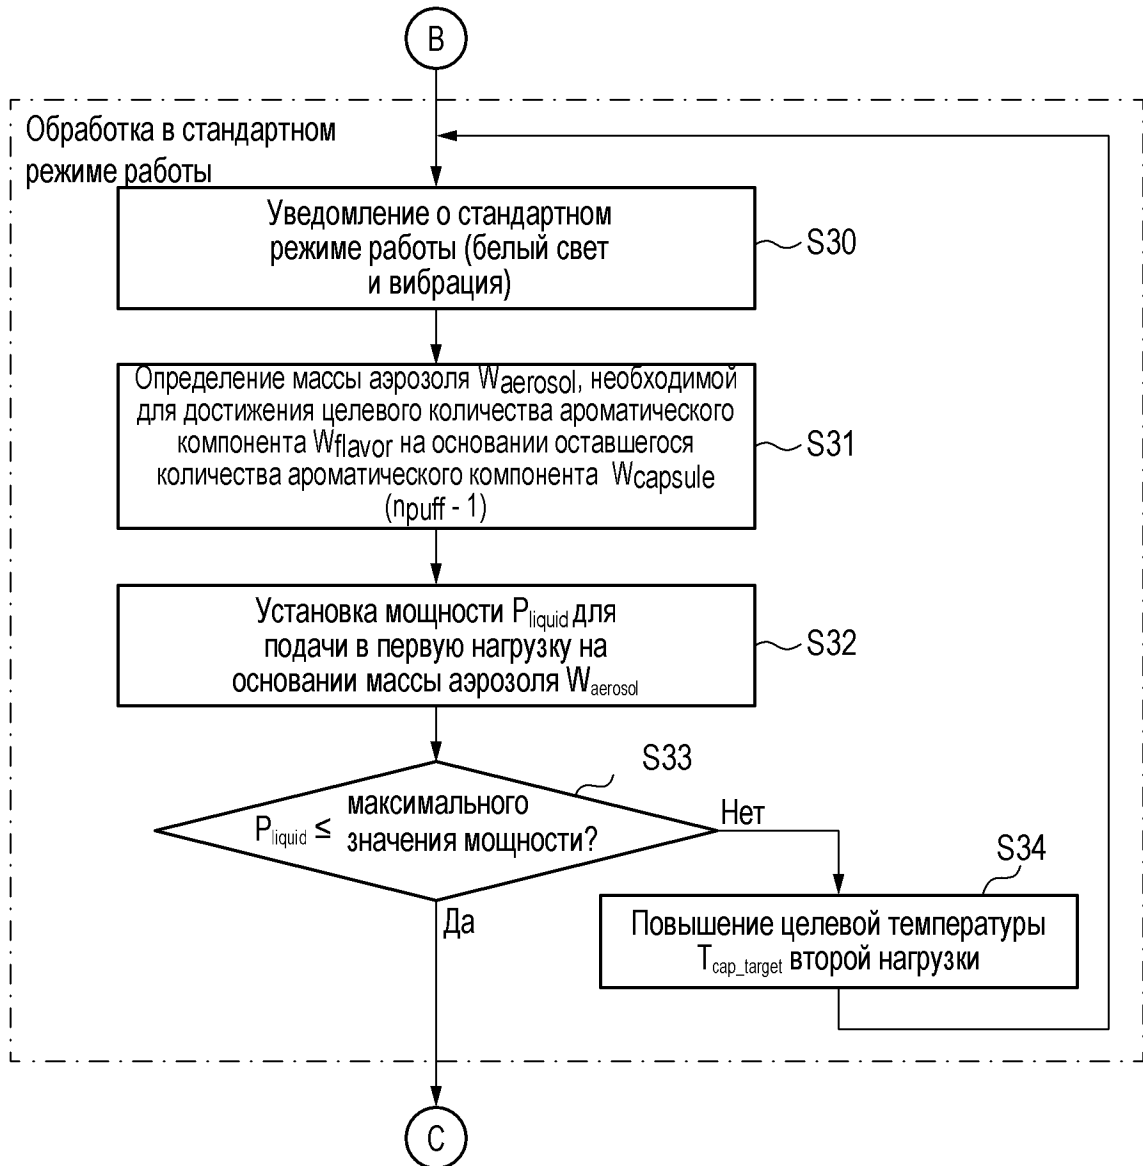 B
Обработка в стандартном
режиме работы
Уведомление о стандартном
режиме работы (белый свет
и вибрация)
S30
Определение массы аэрозоля Waerosol, необходимой
для достижения целевого количества ароматического
компонента Wflavor на основании оставшегося
количества ароматического компонента Wcapsule
(npuff - 1)
S31
Установка мощности Pliquid для
подачи в первую нагрузку на
основании массы аэрозоля Waerosol
S32
S33
Pliquid ≤ максимального
значения мощности?
Нет
Да
S34
Повышение целевой температуры
Tcap_target второй нагрузки
C